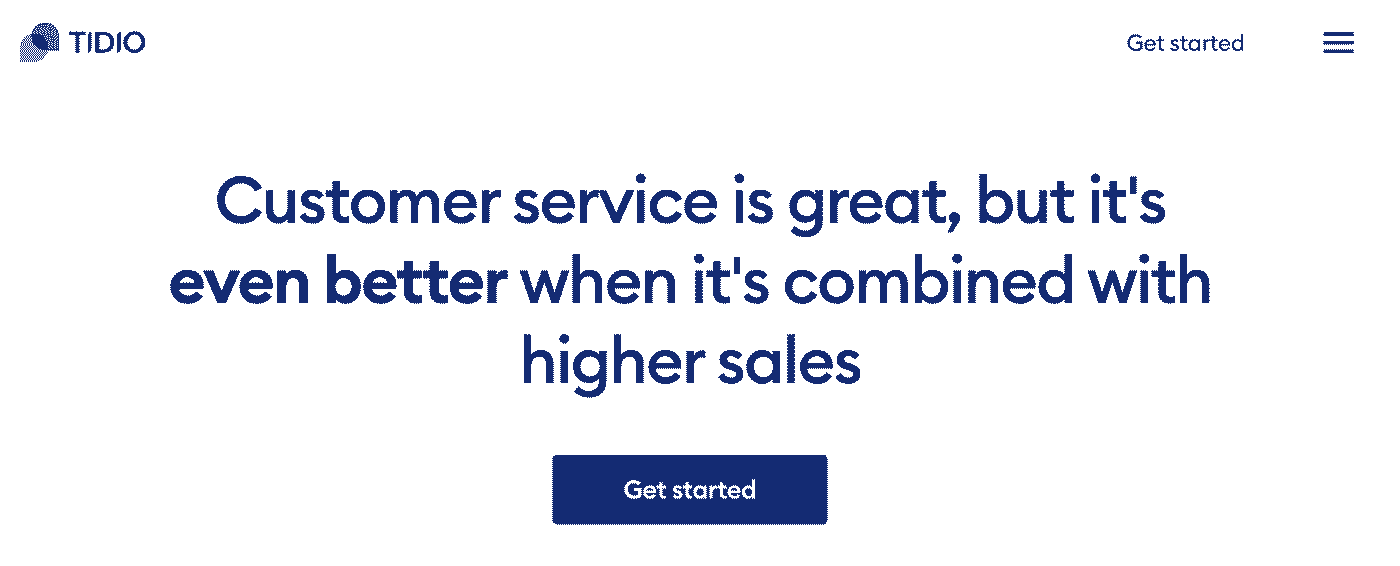 TIDIO
Get started
Customer service is great, but it's
even better when it's combined with
higher sales
Get started